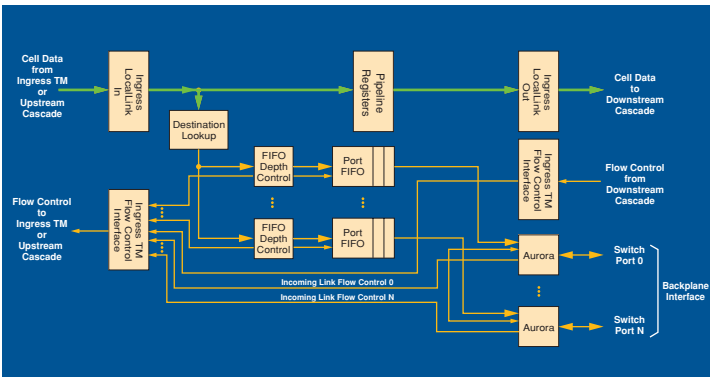 Cell Data
from
Ingress TM
or
Upstream
Cascade
Ingress
LocalLink
In
Pipeline
Registers
Ingress
LocalLink
Out
Cell Data
to
Downstream
Cascade
Destination
Lookup
FIFO
Depth
Control
Port
FIFO
Ingress TM
Flow Control
Interface
Flow Control
from
Downstream
Cascade
Flow Control
to
Ingress TM
or
Upstream
Cascade
Ingress TM
Flow Control
Interface
FIFO
Depth
Control
Port
FIFO
Aurora
Switch
Port 0
Incoming Link Flow Control 0
Incoming Link Flow Control N
Backplane
Interface
Aurora
Switch
Port N